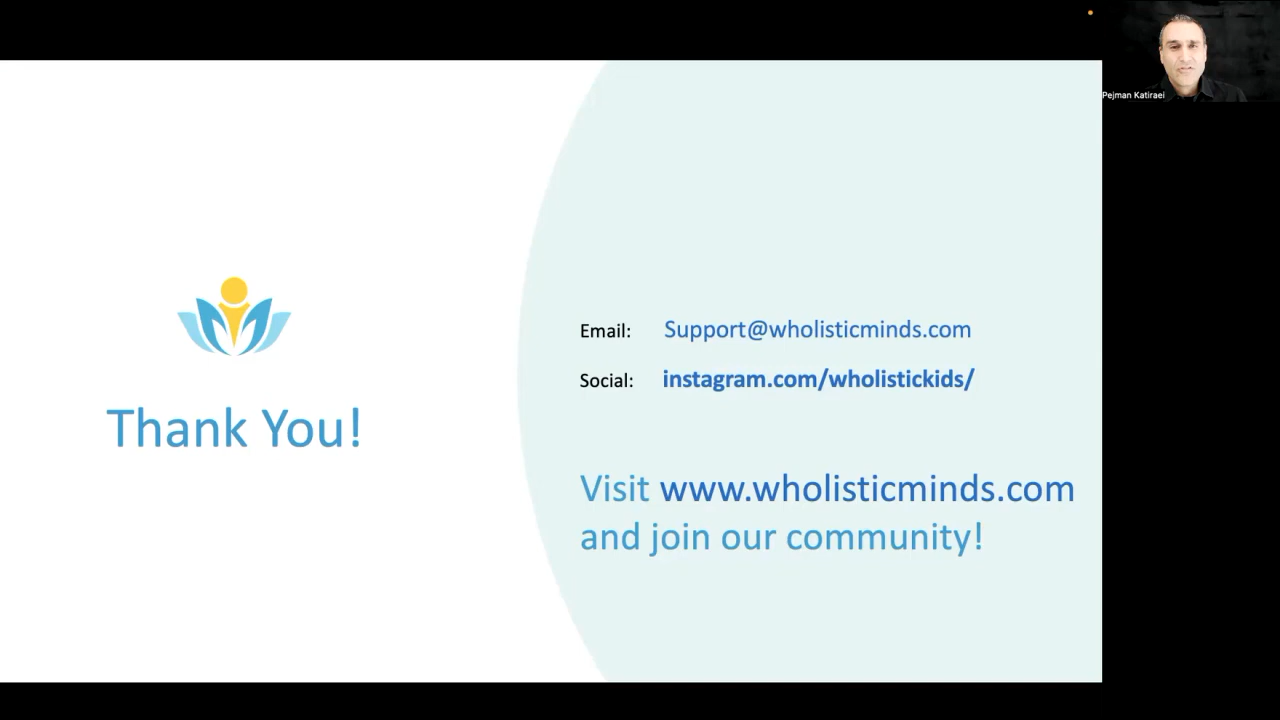 Pejman Katiraei
Email: Support@wholisticminds.com
Social: instagram.com/wholistickids/
Thank You!
Visit www.wholisticminds.com
and join our community!